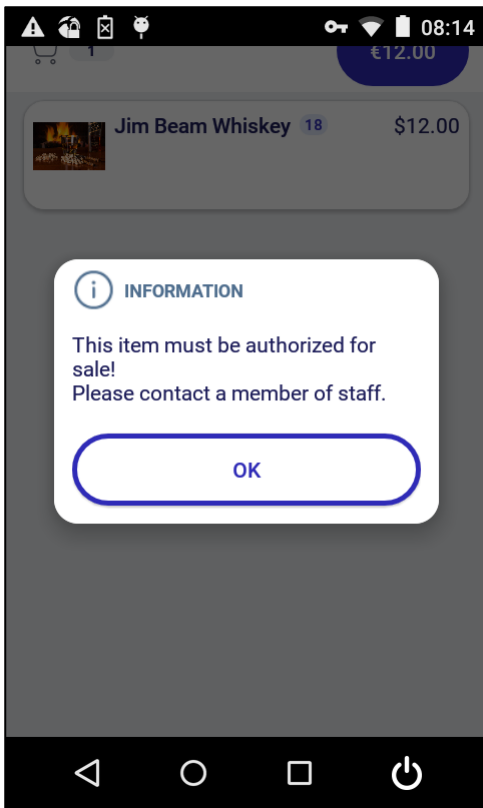 08:14
1
€12.00
Jim Beam Whiskey 18 $12.00
INFORMATION
This item must be authorized for
sale!
Please contact a member of staff.
OK